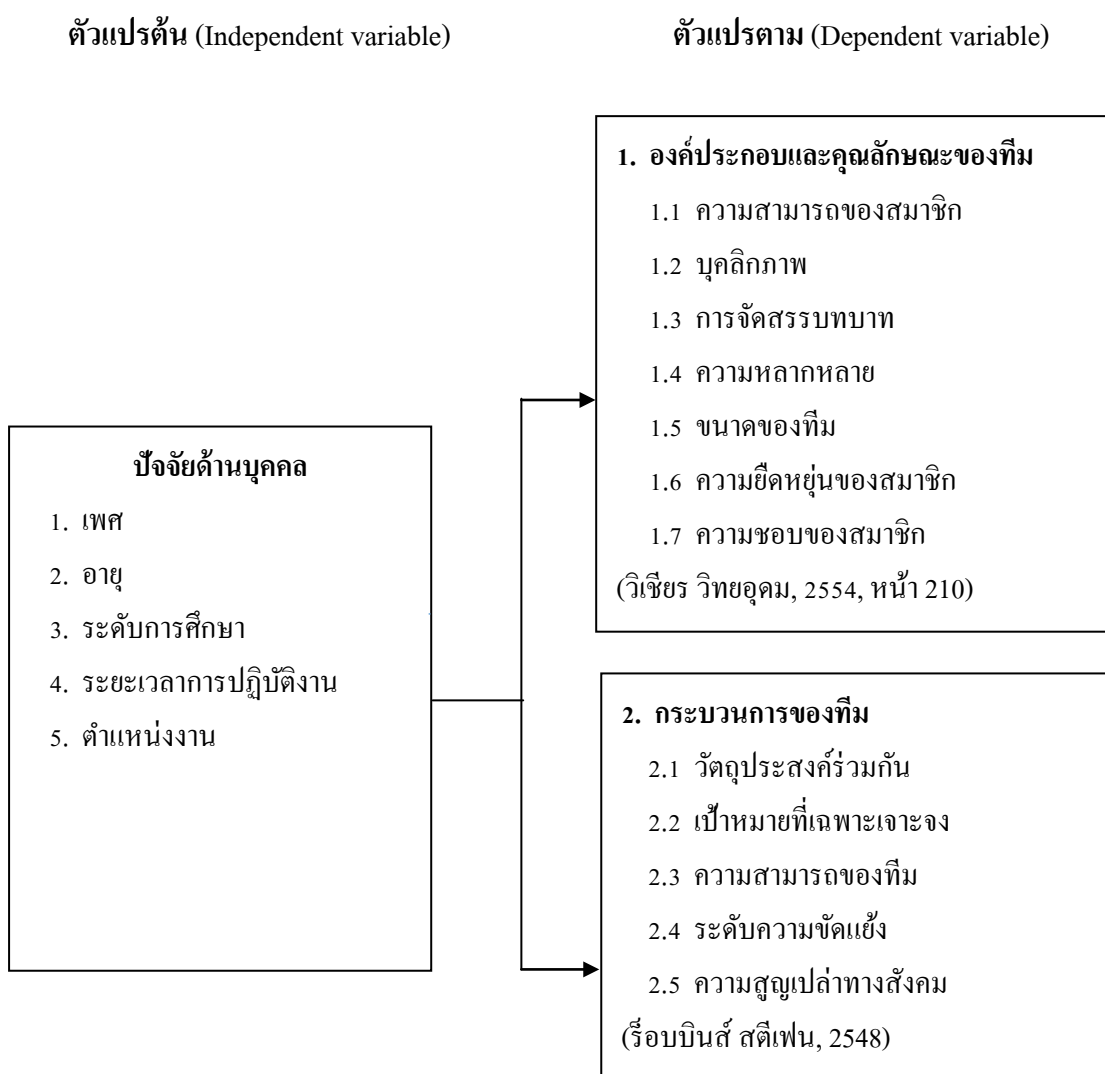 ตัวแปรต้น (Independent variable)
ตัวแปรตาม (Dependent variable)
ปัจจัยด้านบุคคล
1. เพศ
2. อายุ
3. ระดับการศึกษา
4. ระยะเวลาการปฏิบัติงาน
5. ตำแหน่งงาน
1. องค์ประกอบและคุณลักษณะของทีม
1.1 ความสามารถของสมาชิก
1.2 บุคลิกภาพ
1.3 การจัดสรรบทบาท
1.4 ความหลากหลาย
1.5 ขนาดของทีม
1.6 ความยืดหยุ่นของสมาชิก
1.7 ความชอบของสมาชิก
(วิเชียร วิทยอุดม, 2554, หน้า 210)
2. กระบวนการของทีม
2.1 วัตถุประสงค์ร่วมกัน
2.2 เป้าหมายที่เฉพาะเจาะจง
2.3 ความสามารถของทีม
2.4 ระดับความขัดแย้ง
2.5 ความสูญเปล่าทางสังคม
(ร็อบบินส์ สตีเฟน, 2548)